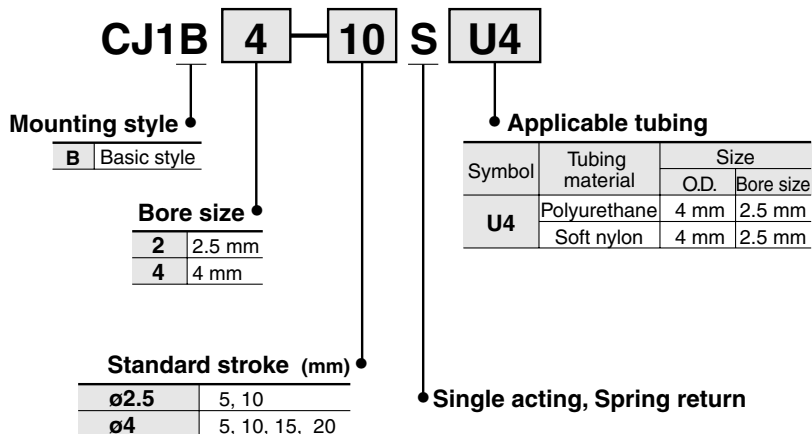 CJ1B 4 — 10 S U4
Mounting style
B Basic style
Bore size
2 2.5 mm
4 4 mm
Standard stroke (mm)
ø2.5 5, 10
ø4 5, 10, 15, 20
Single acting, Spring return
Applicable tubing
Symbol Tubing material Size
O.D. Bore size
U4 Polyurethane 4 mm 2.5 mm
Soft nylon 4 mm 2.5 mm